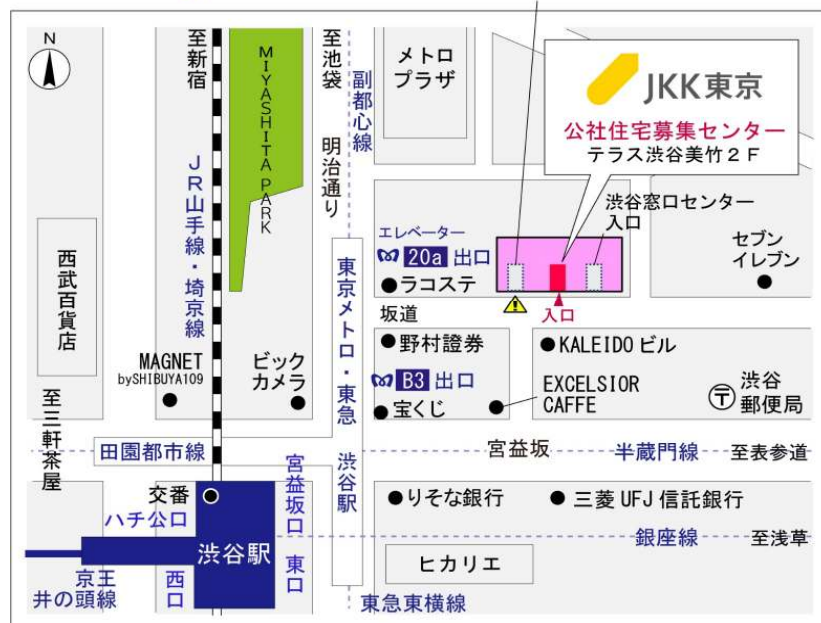 N
至新宿
MIYASHITA PARK
至池袋
副都心線
明治通り
メトロ
プラザ
JKK東京
公社住宅募集センター
テラス渋谷美竹２Ｆ
JR山手線・埼京線
西武百貨店
エレベーター
20a 出口
ラコステ
渋谷窓口センター
入口
セブン
イレブン
入口
坂道
東京メトロ・東急 渋谷駅
野村證券
KALEIDO ビル
MAGNET
bySHIBUYA109
ビック
カメラ
B3 出口
宝くじ
EXCELSIOR
CAFFE
渋谷
郵便局
至三軒茶屋
田園都市線
宮益坂
半蔵門線
至表参道
交番
ハチ公口
宮益坂口
りそな銀行
三菱 UFJ 信託銀行
渋谷駅
銀座線
至浅草
京王
井の頭線
西口
東口
ヒカリエ
東急東横線